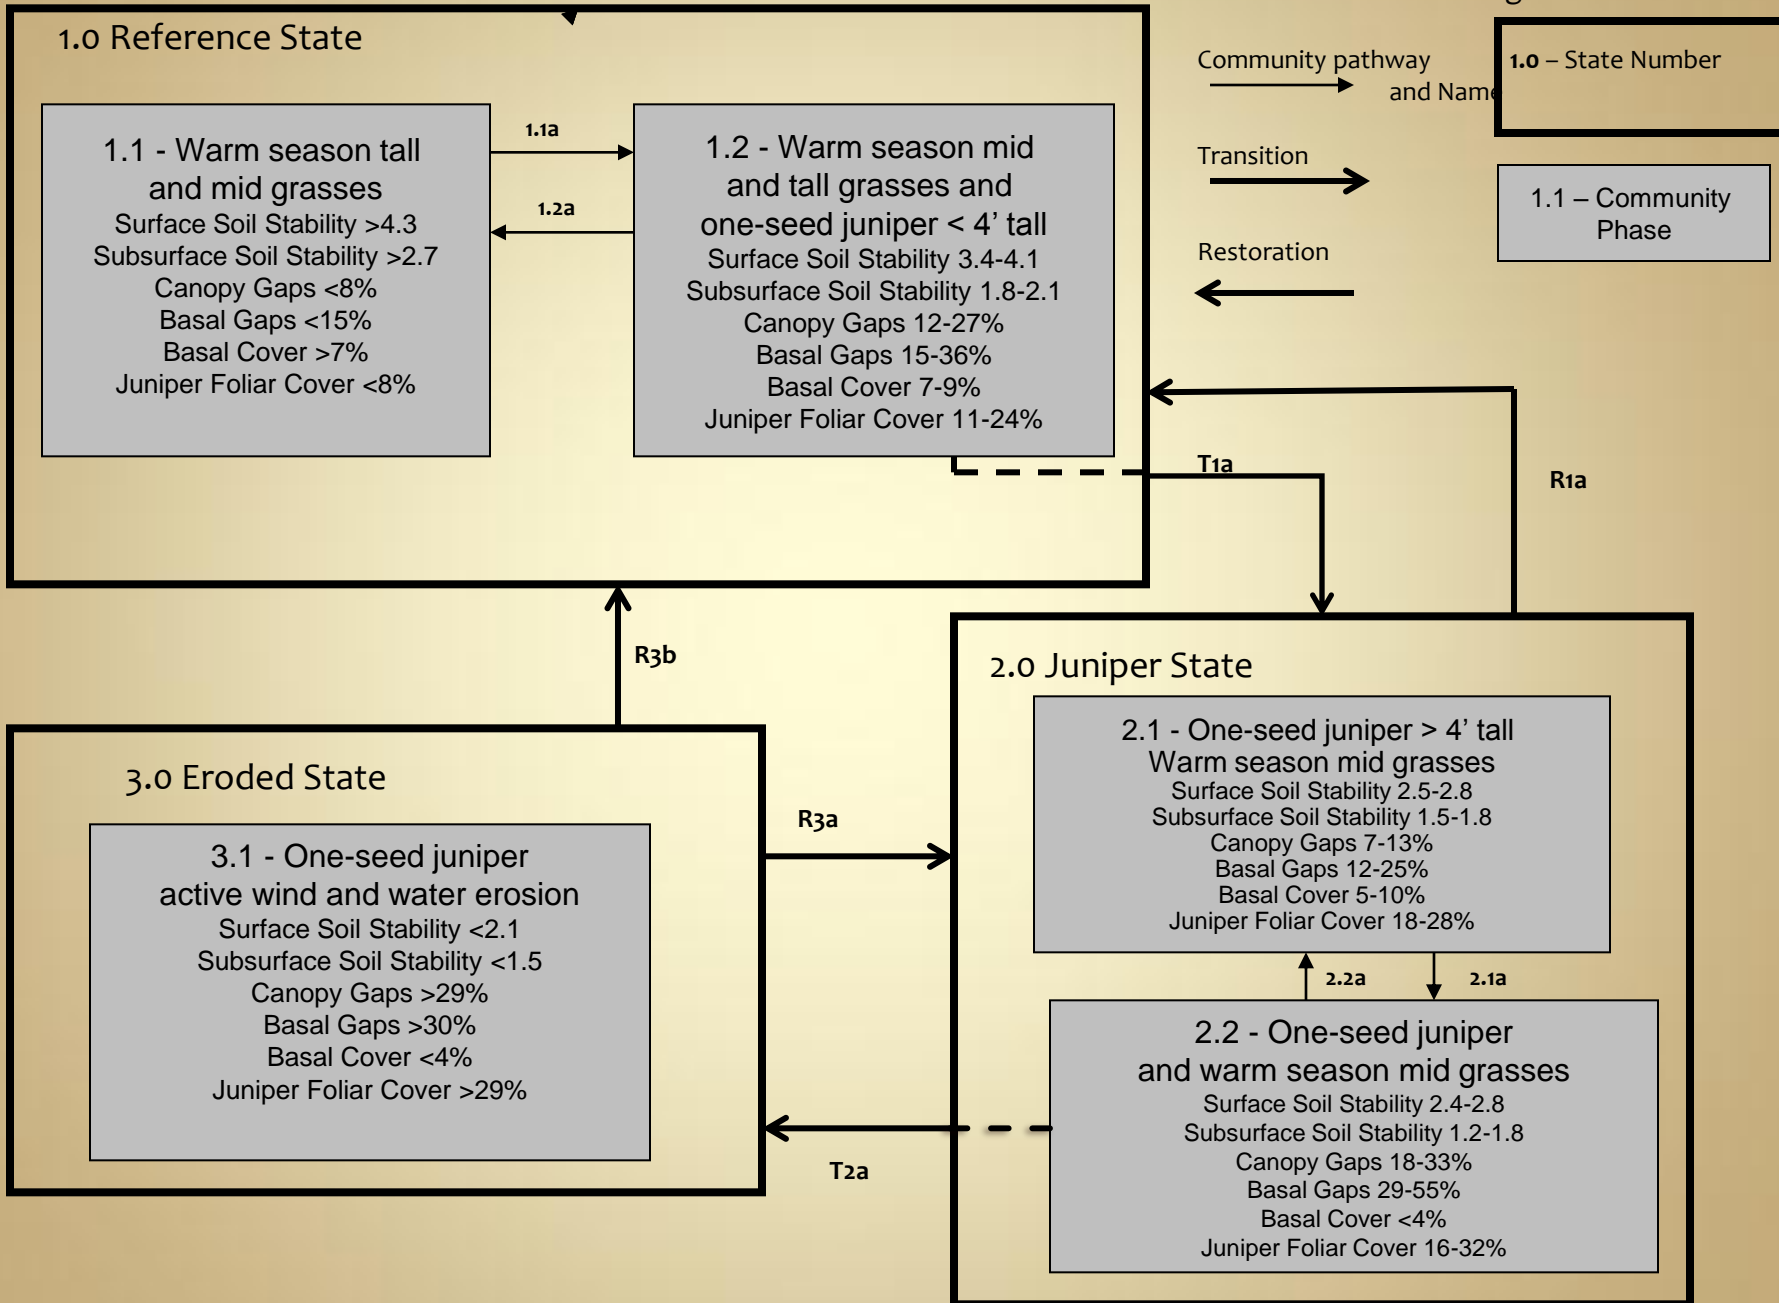 1.0 Reference State
1.1 - Warm season tall
and mid grasses
Surface Soil Stability >4.3
Subsurface Soil Stability >2.7
Canopy Gaps <8%
Basal Gaps <15%
Basal Cover >7%
Juniper Foliar Cover <8%
1.1a
1.2a
1.2 - Warm season mid
and tall grasses and
one-seed juniper < 4’ tall
Surface Soil Stability 3.4-4.1
Subsurface Soil Stability 1.8-2.1
Canopy Gaps 12-27%
Basal Gaps 15-36%
Basal Cover 7-9%
Juniper Foliar Cover 11-24%
Community pathway
and Name
Transition
Restoration
1.0 – State Number
1.1 – Community
Phase
T1a
R1a
R3b
2.0 Juniper State
2.1 - One-seed juniper > 4’ tall
Warm season mid grasses
Surface Soil Stability 2.5-2.8
Subsurface Soil Stability 1.5-1.8
Canopy Gaps 7-13%
Basal Gaps 12-25%
Basal Cover 5-10%
Juniper Foliar Cover 18-28%
2.2a
2.1a
2.2 - One-seed juniper
and warm season mid grasses
Surface Soil Stability 2.4-2.8
Subsurface Soil Stability 1.2-1.8
Canopy Gaps 18-33%
Basal Gaps 29-55%
Basal Cover <4%
Juniper Foliar Cover 16-32%
3.0 Eroded State
3.1 - One-seed juniper
active wind and water erosion
Surface Soil Stability <2.1
Subsurface Soil Stability <1.5
Canopy Gaps >29%
Basal Gaps >30%
Basal Cover <4%
Juniper Foliar Cover >29%
R3a
T2a